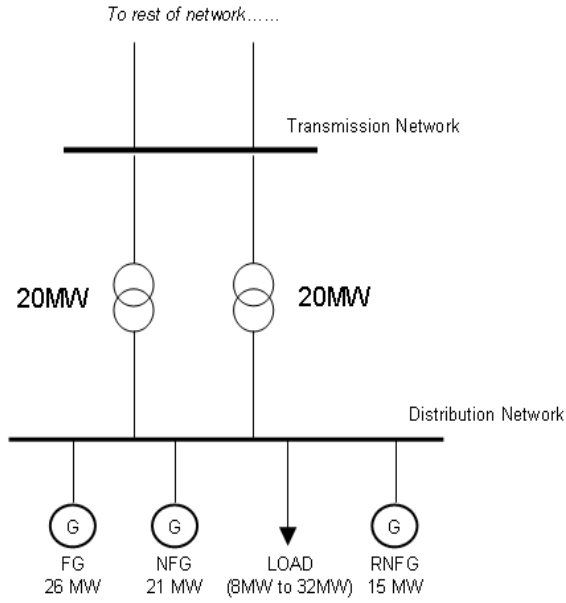 To rest of network......
Transmission Network
20MW
20MW
Distribution Network
G
G
G
FG
NFG
LOAD
RNFG
26 MW
21 MW
(8MW to 32MW)
15 MW